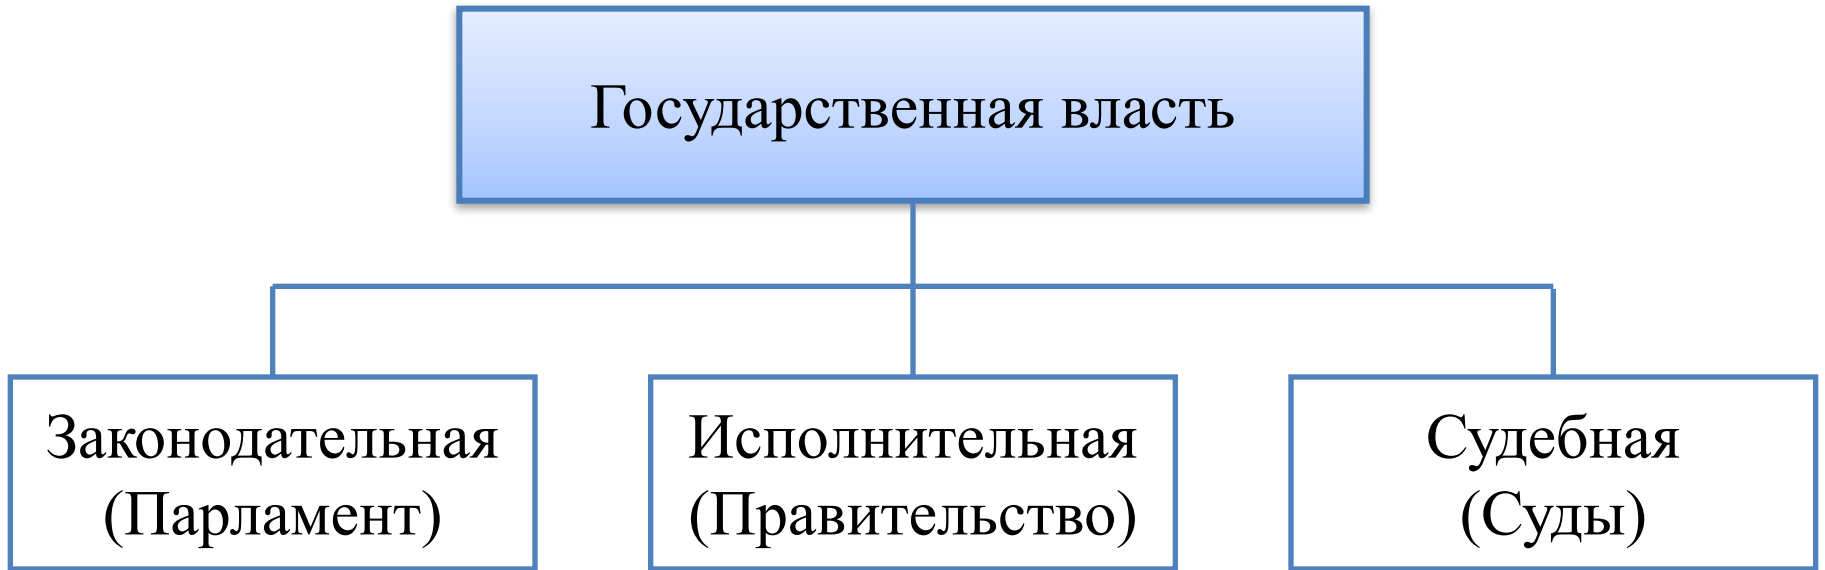 Государственная власть
Законодательная
(Парламент)
Исполнительная
(Правительство)
Судебная
(Суды)